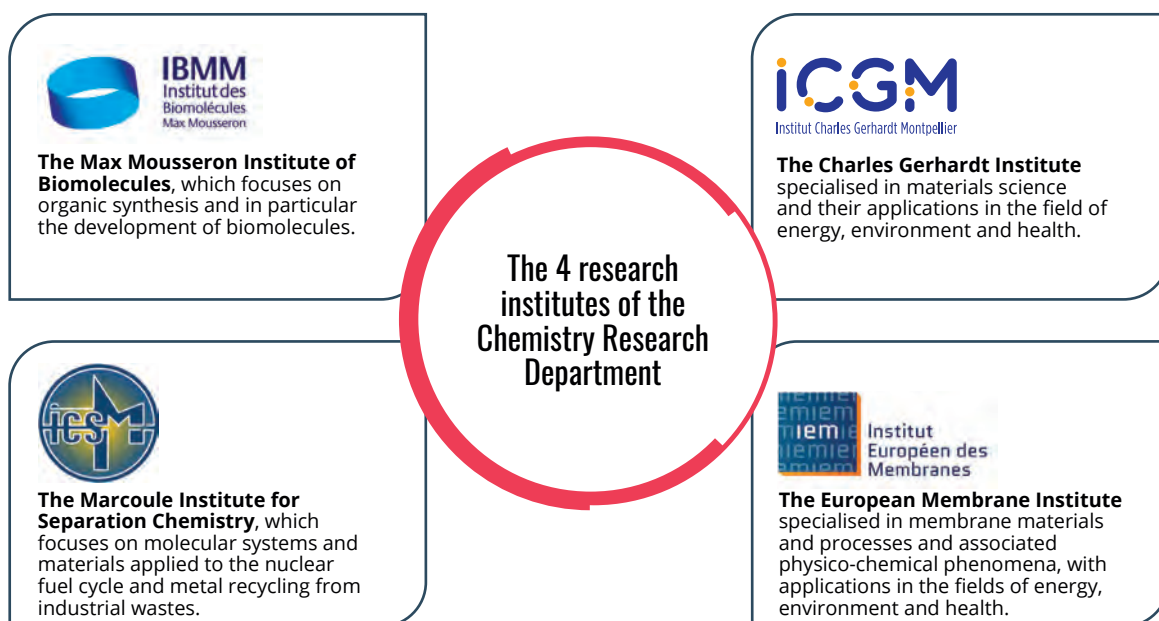 IBMM
Institut des
Biomolécules
Max Mousseron
The Max Mousseron Institute of
Biomolecules, which focuses on
organic synthesis and in particular
the development of biomolecules.
iCGM
Institut Charles Gerhardt Montpellier
The Charles Gerhardt Institute
specialised in materials science
and their applications in the field of
energy, environment and health.
The 4 research
institutes of the
Chemistry Research
Department
iCSM
The Marcoule Institute for
Separation Chemistry, which
focuses on molecular systems and
materials applied to the nuclear
fuel cycle and metal recycling from
industrial wastes.
emiem
iem
Institut
Européen des
Membranes
The European Membrane Institute
specialised in membrane materials
and processes and associated
physico-chemical phenomena, with
applications in the fields of energy,
environment and health.